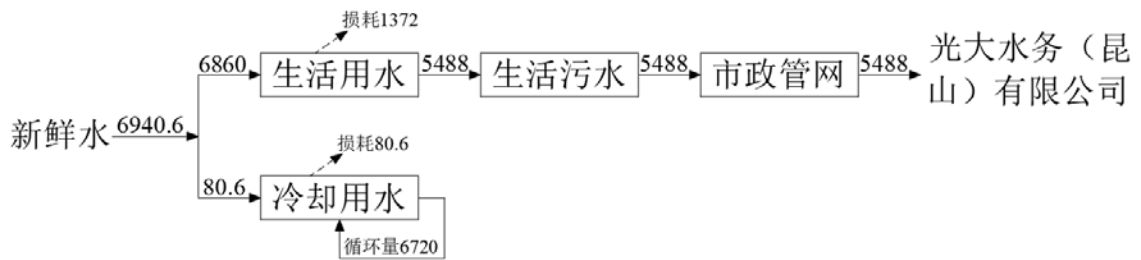 损耗1372
6860
生活用水
5488
生活污水
5488
市政管网
5488
光大水务（昆
山）有限公司
新鲜水
6940.6
损耗80.6
80.6
冷却用水
循环量6720